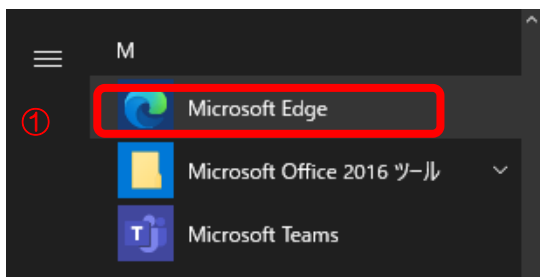 M
①
Microsoft Edge
Microsoft Office 2016 ツール
Microsoft Teams